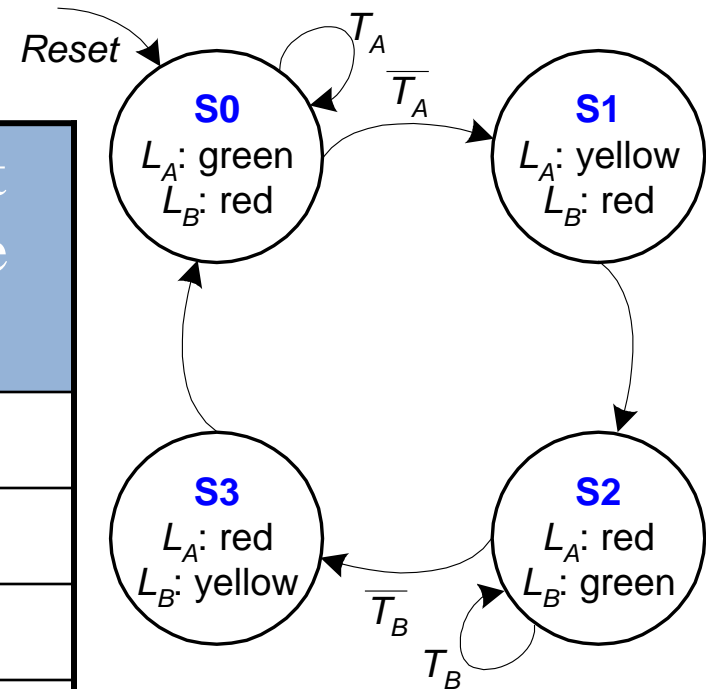 Reset
T_A
\overline{T_A}
S0
L_A: green
L_B: red
S1
L_A: yellow
L_B: red
S3
L_A: red
L_B: yellow
S2
L_A: red
L_B: green
\overline{T_B}
T_B